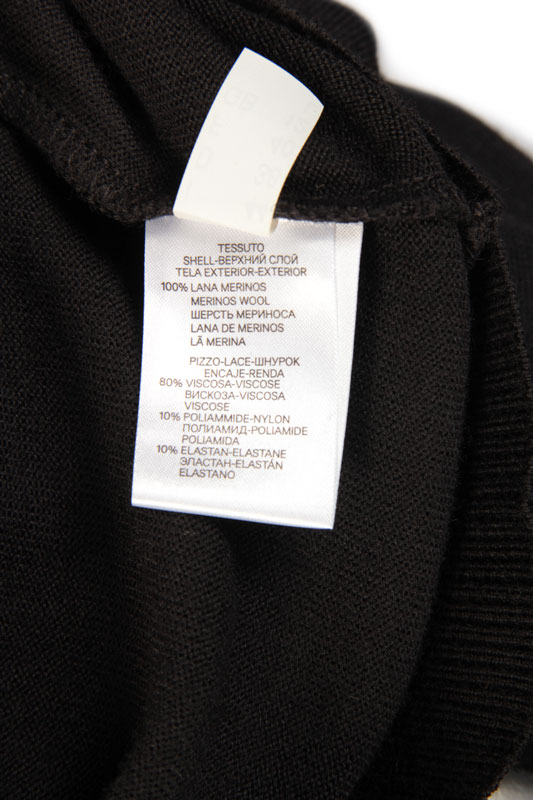 TESSUTO
SHELL-ВЕРХНИЙ СЛОЙ
TELA EXTERIOR-EXTERIOR
100% LANA MERINOS
MERINOS WOOL
ШЕРСТЬ МЕРИНОСА
LANA DE MERINOS
LÃ MERINA
PIZZO-LACE-ШНУРОК
ENCAJE-RENDA
80% VISCOSA-VISCOSE
ВИСКОЗА-VISCOSA
VISCOSE
10% POLIAMMIDE-NYLON
ПОЛИАМИД-POLIAMIDE
POLIAMIDA
10% ELASTAN-ELASTANE
ЭЛАСТАН-ELASTÁN
ELASTANO